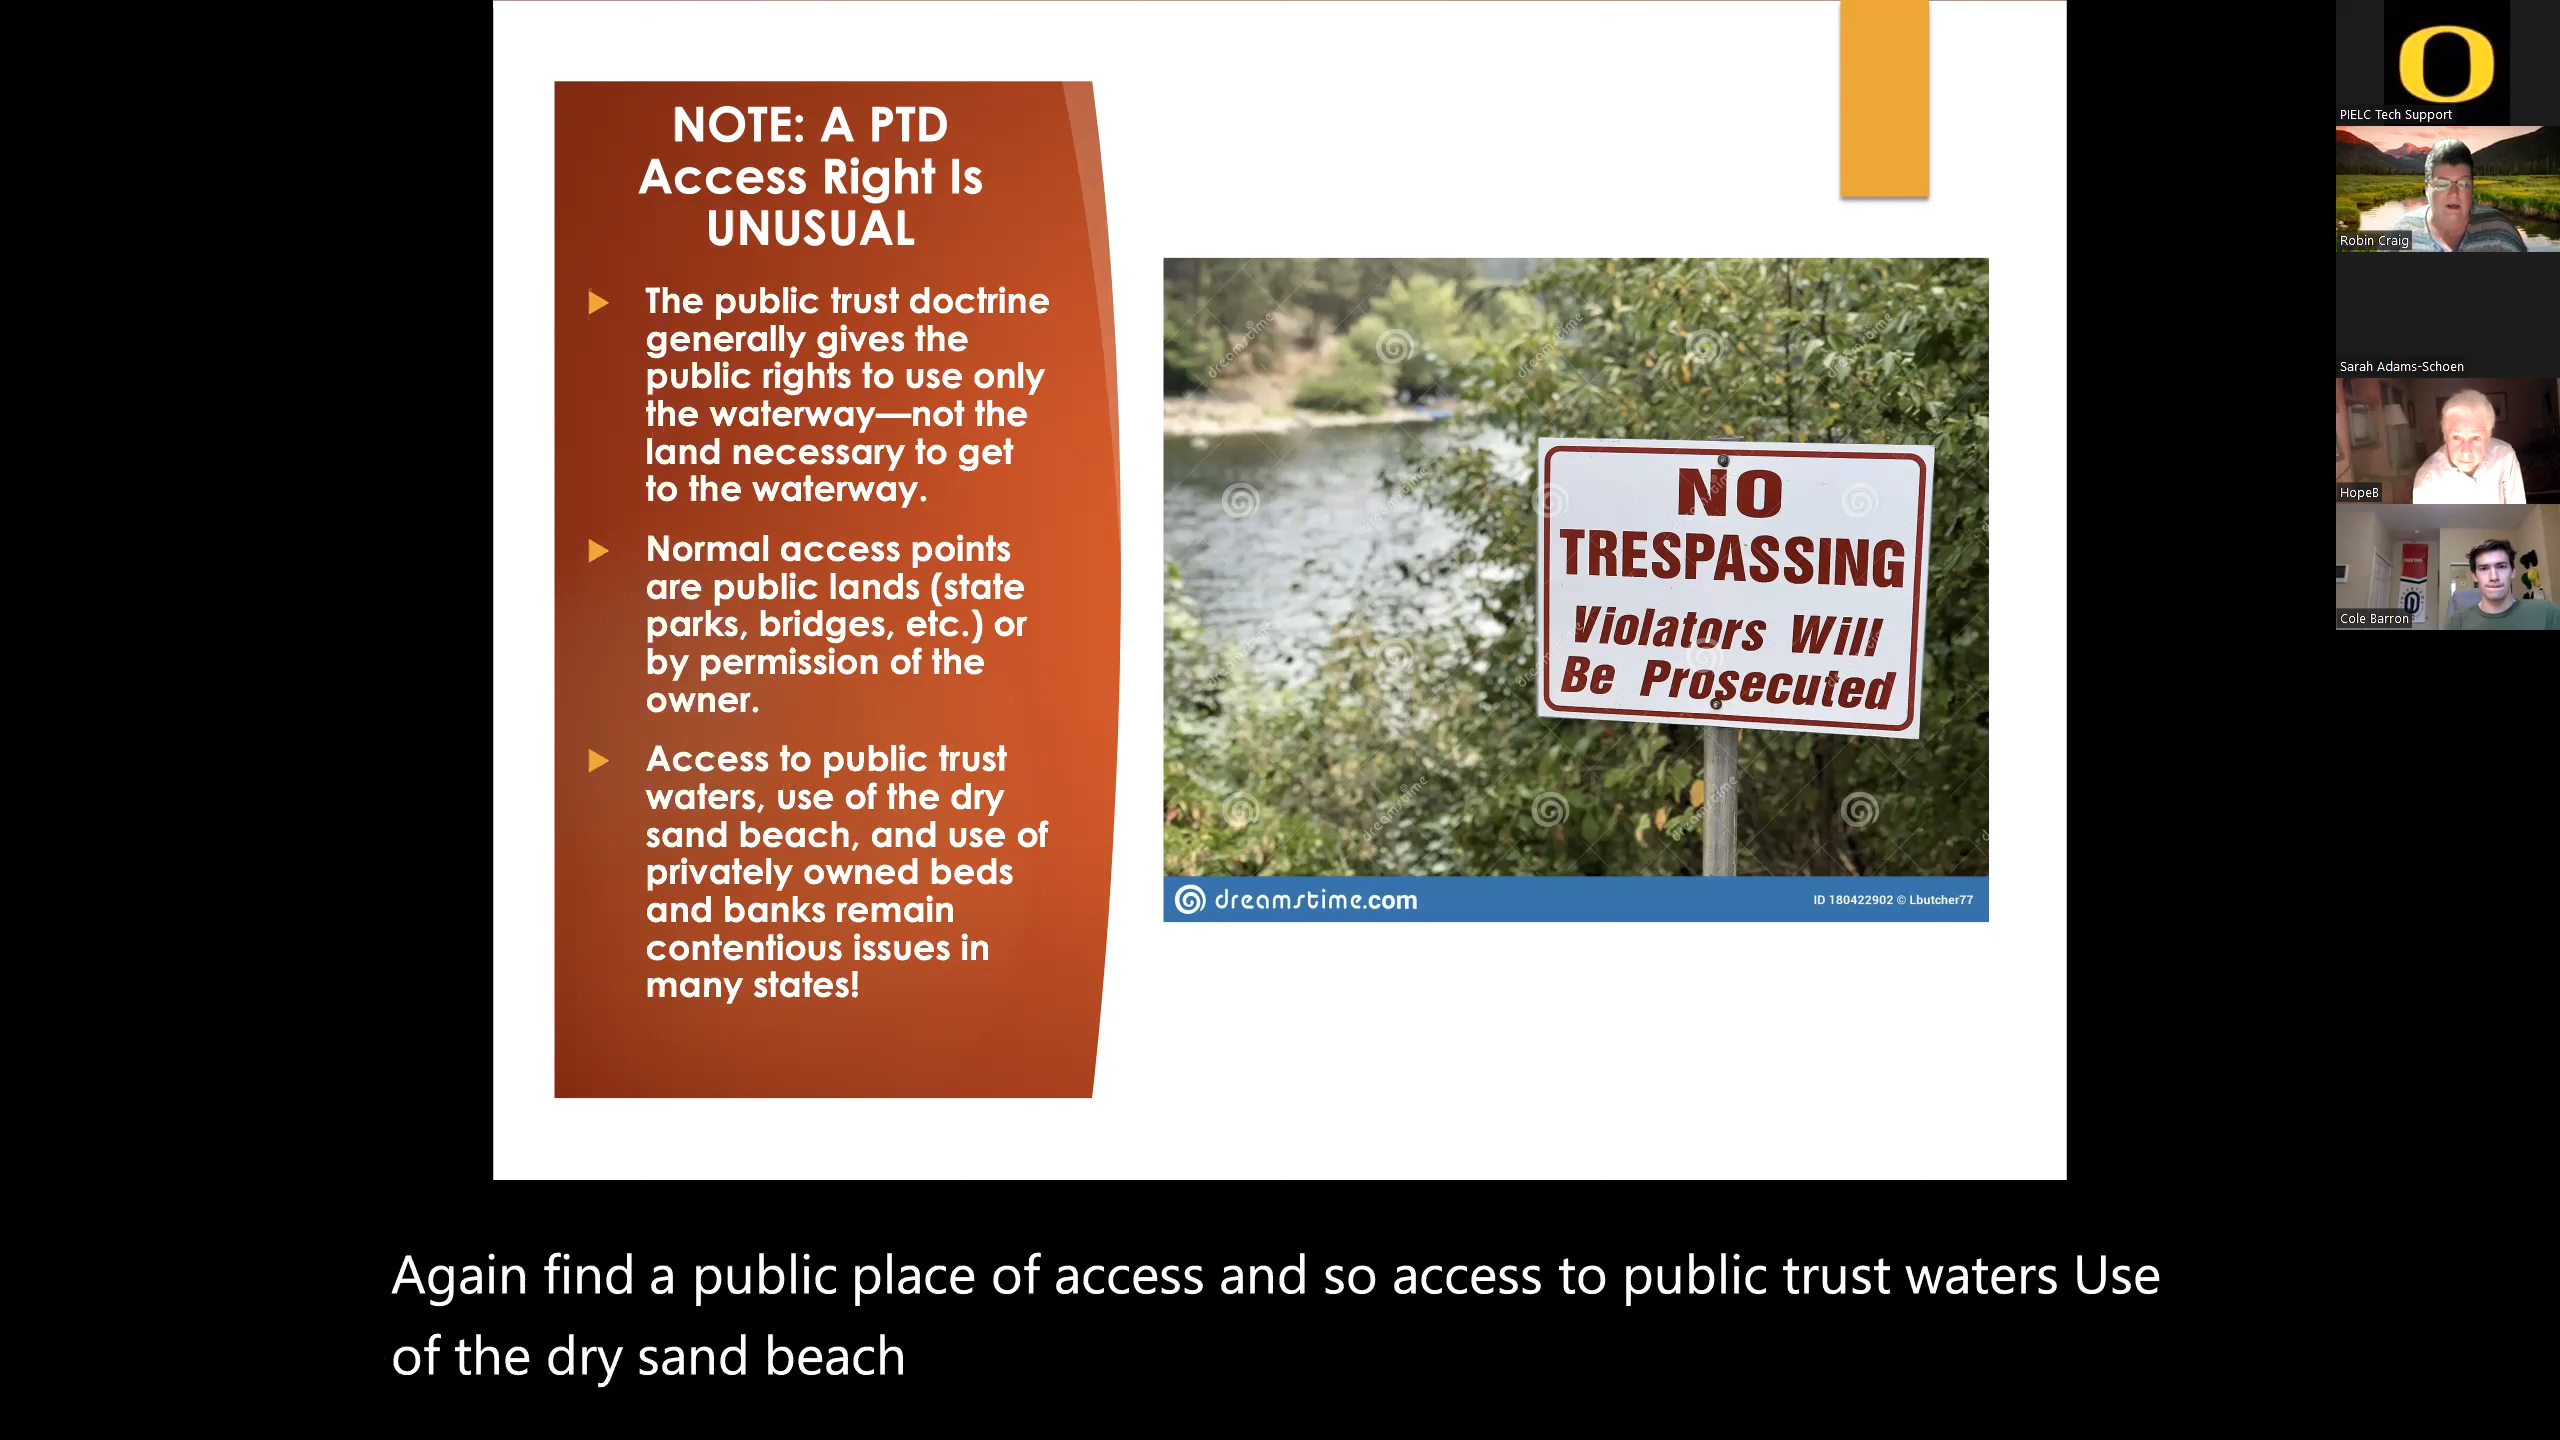 NOTE: A PTD
Access Right Is
UNUSUAL
The public trust doctrine
generally gives the
public rights to use only
the waterway—not the
land necessary to get
to the waterway.
Normal access points
are public lands (state
parks, bridges, etc.) or
by permission of the
owner.
Access to public trust
waters, use of the dry
sand beach, and use of
privately owned beds
and banks remain
contentious issues in
many states!
NO
TRESPASSING
Violators Will
Be Prosecuted
dreamstime.com
ID 180422902 © Lbutcher77
O
PIELC Tech Support
Robin Craig
Sarah Adams-Schoen
HopeB
Cole Barron
Again find a public place of access and so access to public trust waters Use
of the dry sand beach